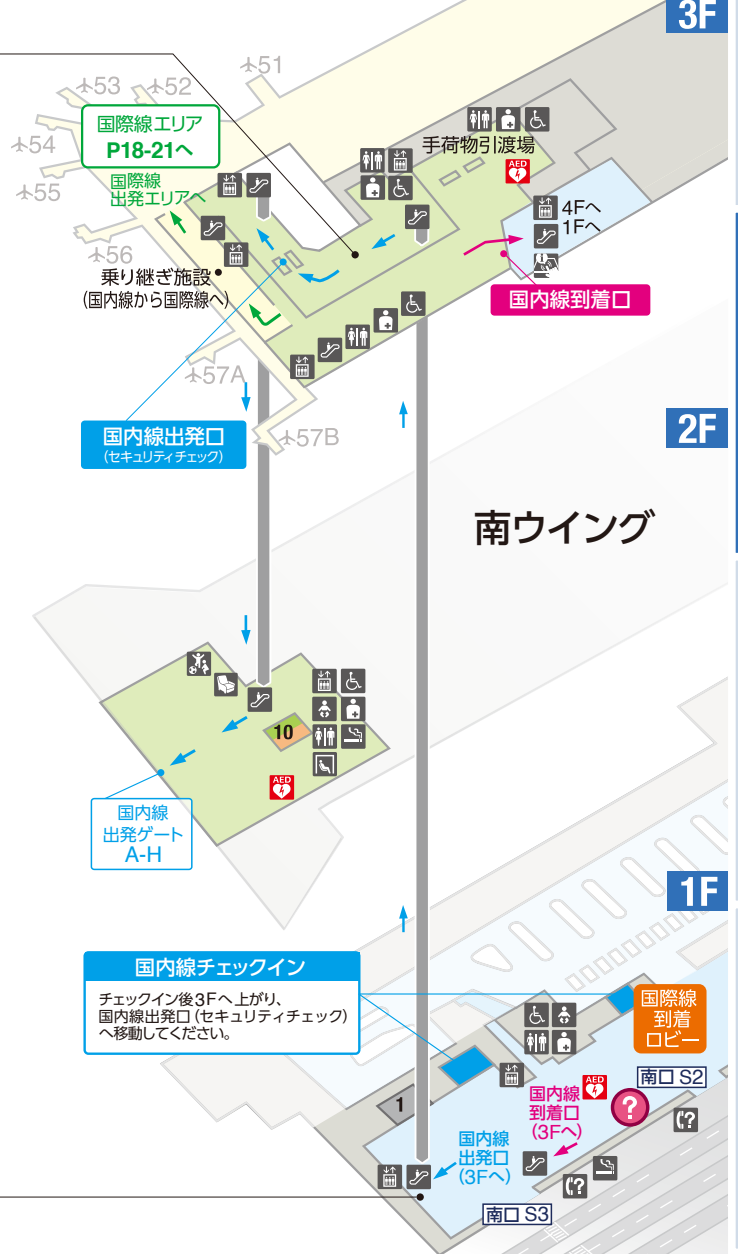 3F
51
53
52
54
55
56
国際線エリア
P18-21へ
国際線
出発エリアへ
手荷物引渡場
AED
4Fへ
1Fへ
乗り継ぎ施設
(国内線から国際線へ)
国内線到着口
57A
57B
国内線出発口
(セキュリティチェック)
2F
南ウイング
10
AED
国内線
出発ゲート
A-H
1F
国内線チェックイン
チェックイン後3Fへ上がり、
国内線出発口(セキュリティチェック)
へ移動してください。
国際線
到着
ロビー
南口 S2
AED
国内線
到着口
(3Fへ)
?
?
1
国内線
出発口
(3Fへ)
?
南口 S3